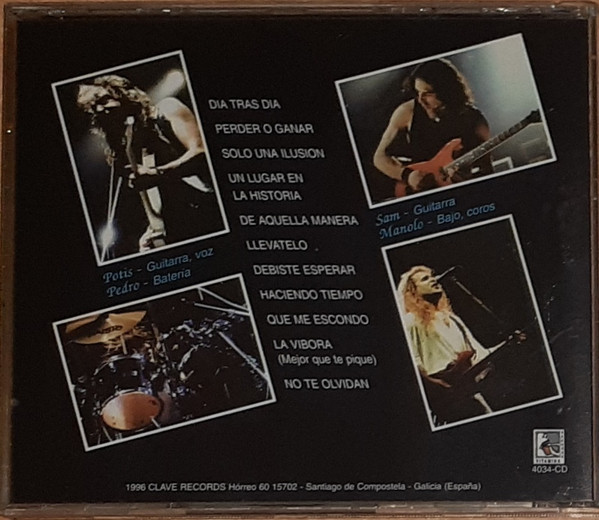 DIA TRAS DIA
PERDER O GANAR
SOLO UNA ILUSION
UN LUGAR EN
LA HISTORIA
DE AQUELLA MANERA
LLEVATELO
DEBISTE ESPERAR
HACIENDO TIEMPO
QUE ME ESCONDO
LA VIBORA
(Mejor que te pique)
NO TE OLVIDAN
Potis - Guitarra, voz
Pedro - Batería
Sam - Guitarra
Manolo - Bajo, coros
4034-CD
1996 CLAVE RECORDS Hórreo 60 15702 - Santiago de Compostela - Galicia (España)